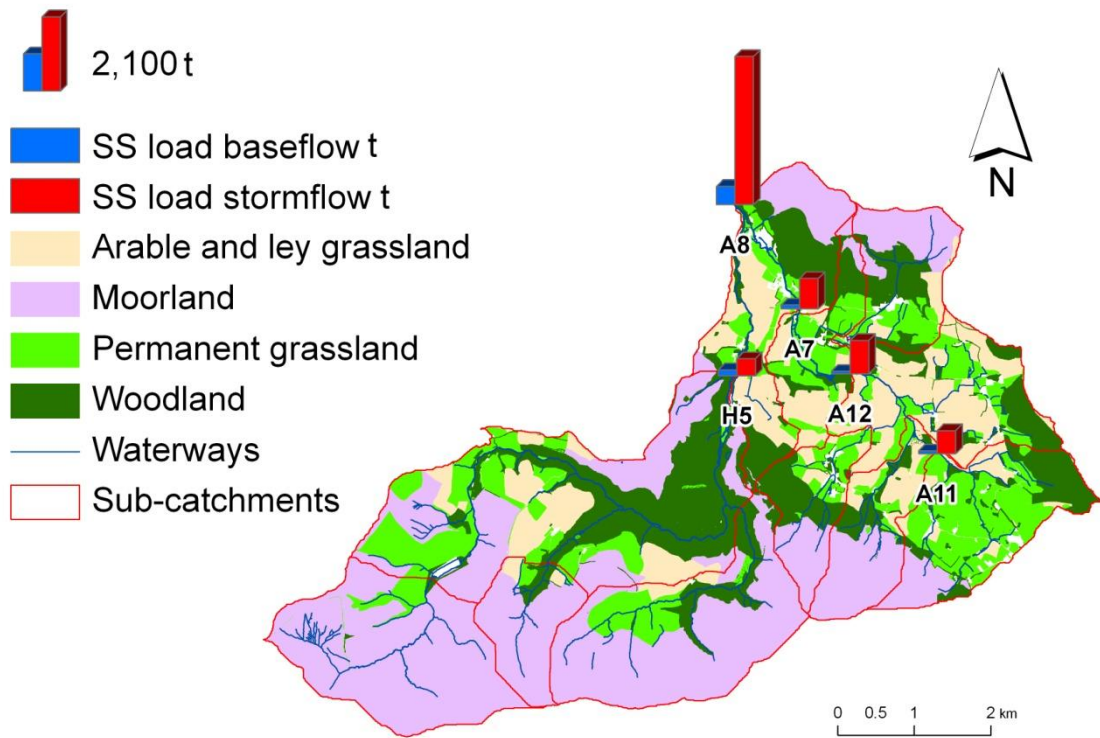 2,100 t
SS load baseflow t
SS load stormflow t
Arable and ley grassland
Moorland
Permanent grassland
Woodland
Waterways
Sub-catchments
N
A8
A7
H5
A12
A11
0 0.5 1 2 km